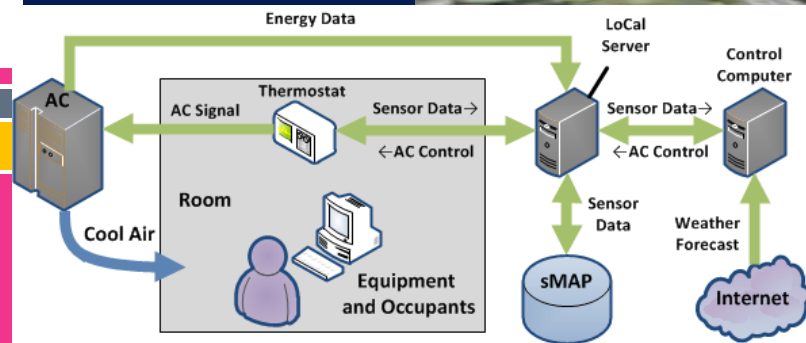 Energy Data
LoCal
Server
Control
Computer
AC
Thermostat
AC Signal
Sensor Data→
←AC Control
Sensor Data→
←AC Control
Room
Cool Air
Equipment
and Occupants
Sensor
Data
Weather
Forecast
sMAP
Internet